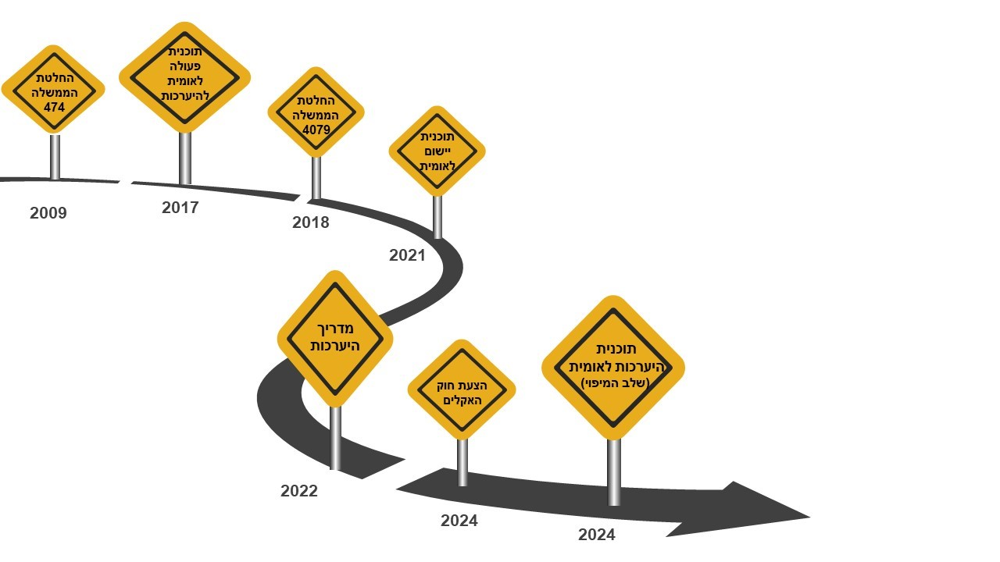 החלטת
הממשלה
474
2009
תוכנית
פעולה
לאומית
להיערכות
2017
החלטת
הממשלה
4079
2018
תוכנית
יישום
לאומית
2021
מדריך
היערכות
2022
הצעת חוק
האקלים
2024
תוכנית
היערכות לאומית
(שלב המיפוי)
2024